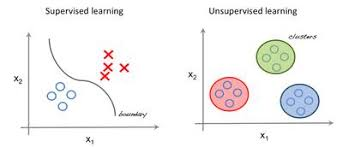 Supervised learning
x₂
boundary
x₁
Unsupervised learning
clusters
x₂
x₁